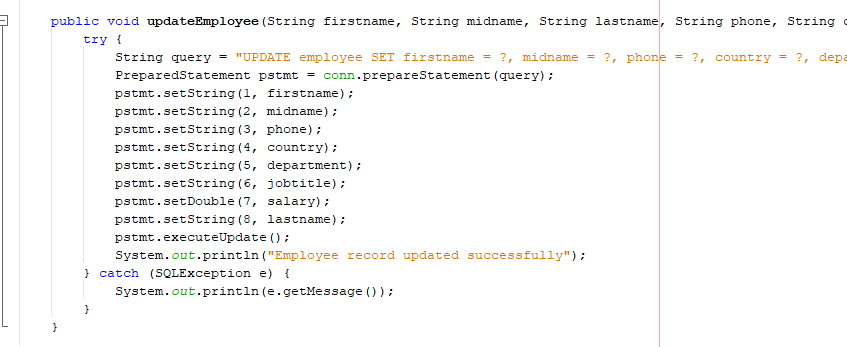 public void updateEmployee(String firstname, String midname, String lastname, String phone, String
try {
String query = "UPDATE employee SET firstname = ?, midname = ?, phone = ?, country = ?,
PreparedStatement pstmt = conn.prepareStatement(query);
pstmt.setString(1, firstname);
pstmt.setString(2, midname);
pstmt.setString(3, phone);
pstmt.setString(4, country);
pstmt.setString(5, department);
pstmt.setString(6, jobtitle);
pstmt.setDouble(7, salary);
pstmt.setString(8, lastname);
pstmt.executeUpdate();
System.out.println("Employee record updated successfully");
} catch (SQLException e) {
System.out.println(e.getMessage());
}
}